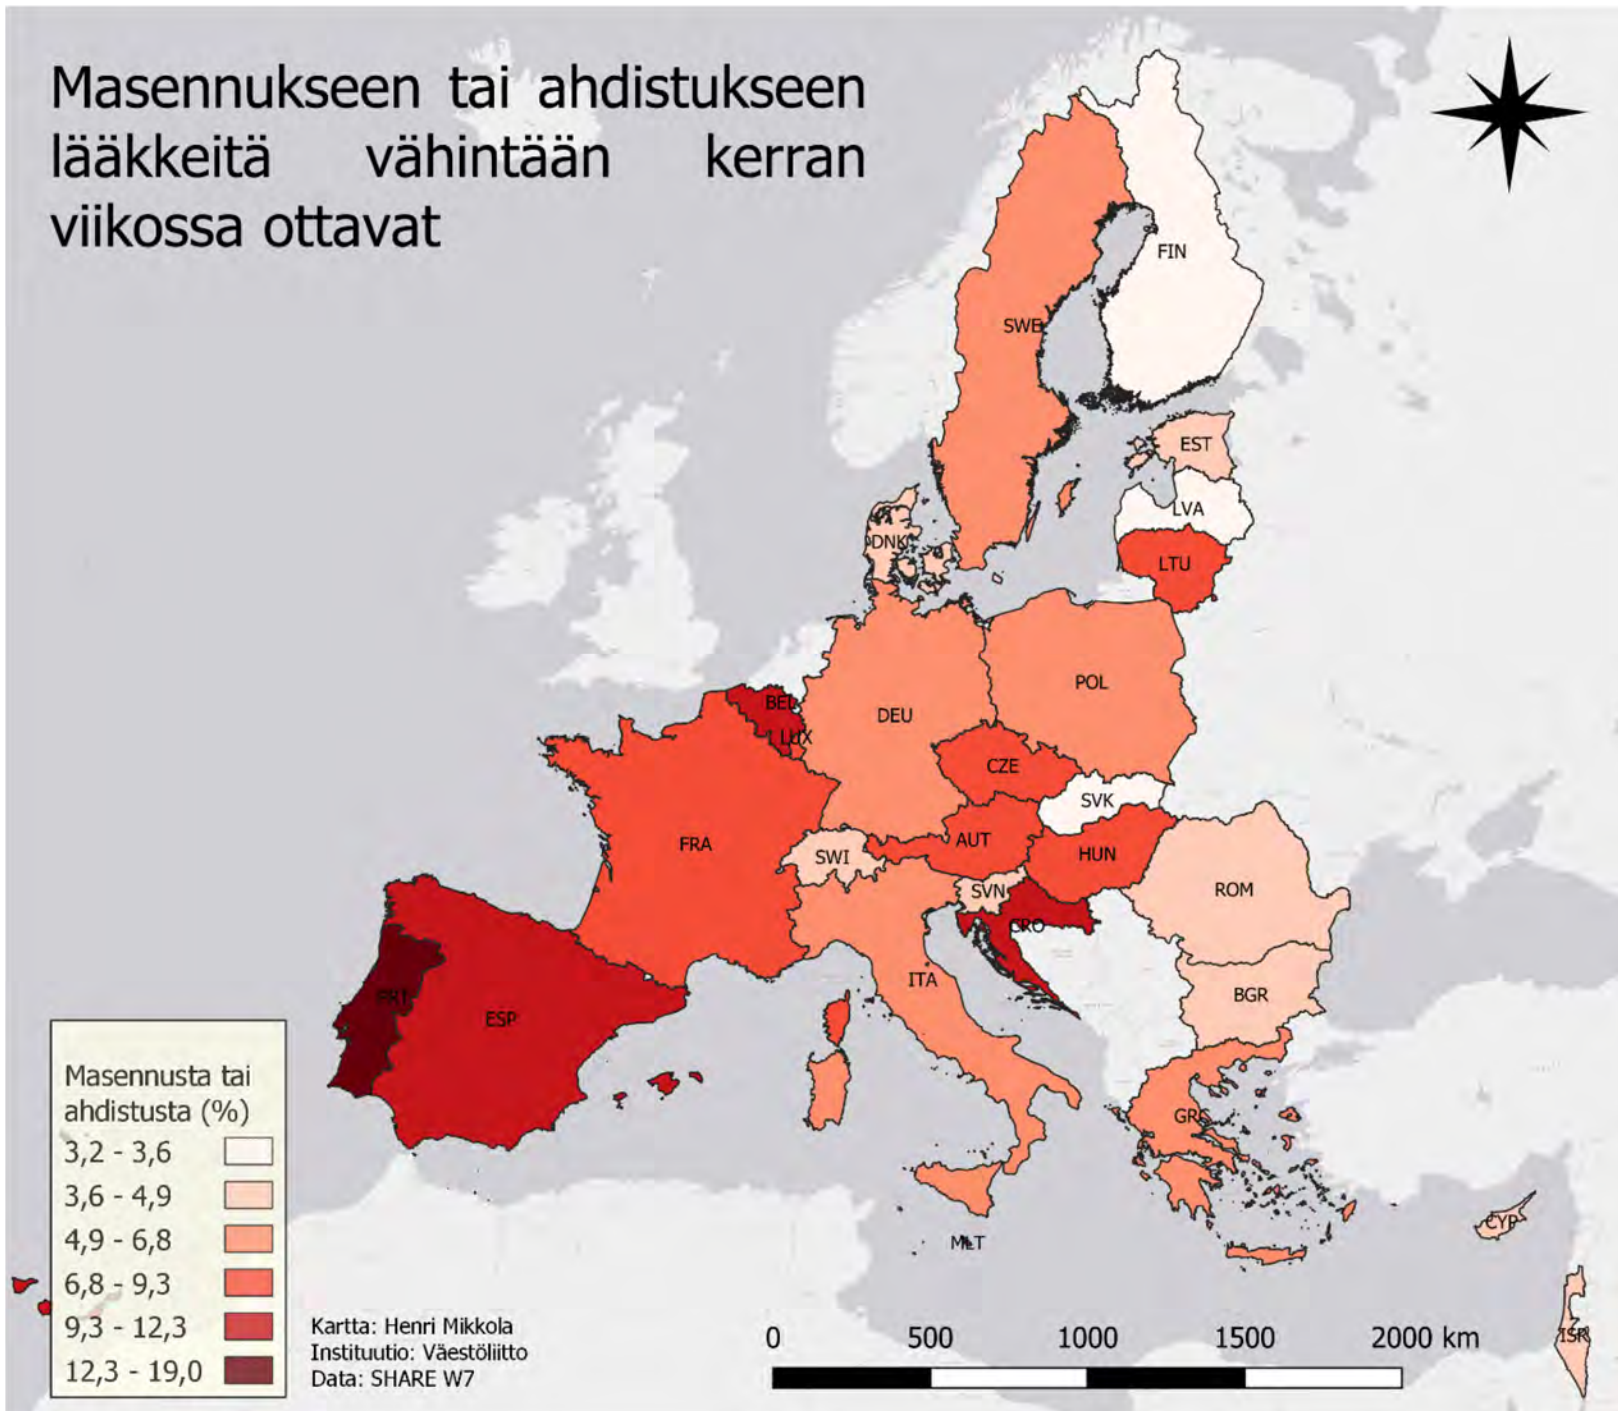 Masennukseen tai ahdistukseen
lääkkeitä vähintään kerran
viikossa ottavat
FIN
SWE
EST
LVA
DNK
LTU
POL
BEL
DEU
LUX
CZE
SVK
FRA
AUT
SWI
HUN
SVN
ROM
CRO
ITA
PRT
BGR
ESP
GRC
CYP
MLT
ISR
Masennusta tai
ahdistusta (%)
3,2 - 3,6
3,6 - 4,9
4,9 - 6,8
6,8 - 9,3
9,3 - 12,3
12,3 - 19,0
Kartta: Henri Mikkola
Instituutio: Väestöliitto
Data: SHARE W7
0 500 1000 1500 2000 km